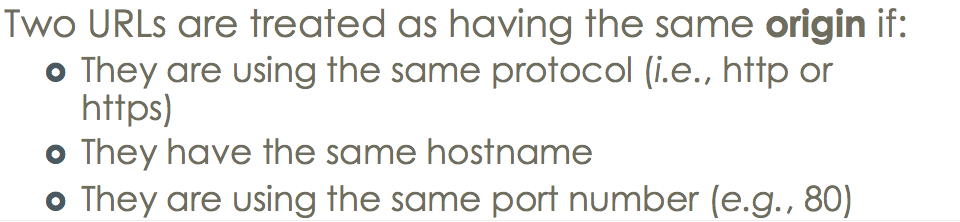 Two URLs are treated as having the same origin if:
They are using the same protocol (i.e., http or
https)
They have the same hostname
They are using the same port number (e.g., 80)